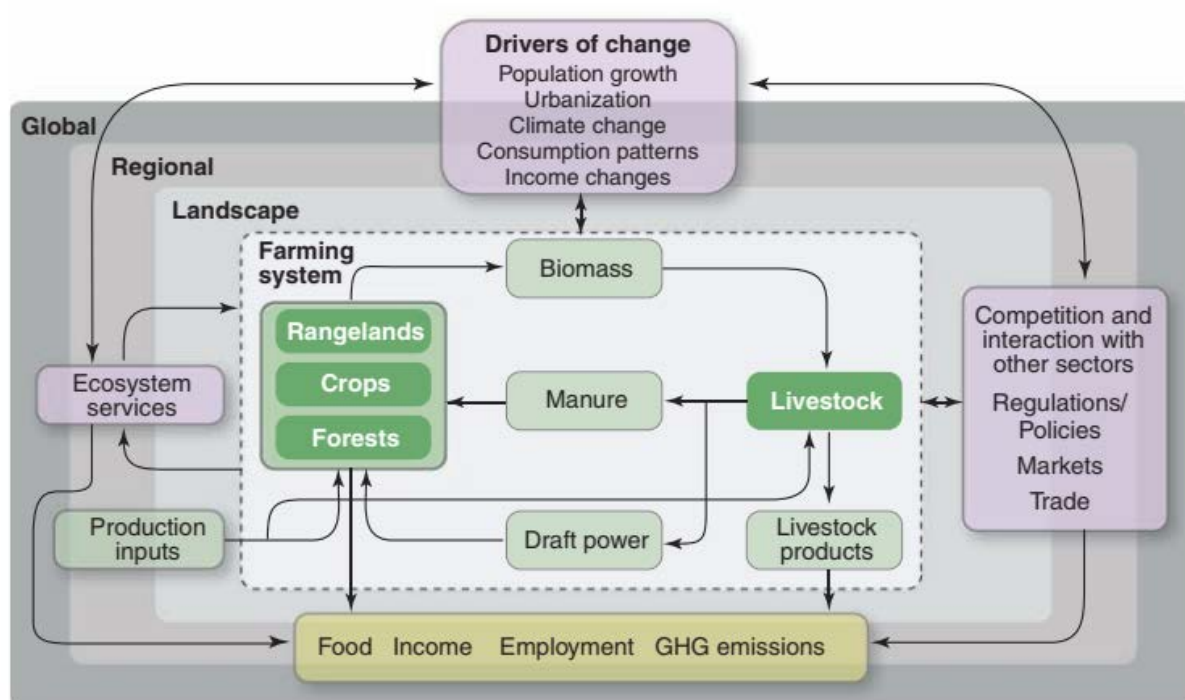 Drivers of change
Population growth
Urbanization
Climate change
Consumption patterns
Income changes
Global
Regional
Landscape
Farming
system
Biomass
Rangelands
Crops
Forests
Manure
Livestock
Ecosystem
services
Production
inputs
Draft power
Livestock
products
Competition and
interaction with
other sectors
Regulations/
Policies
Markets
Trade
Food Income Employment GHG emissions